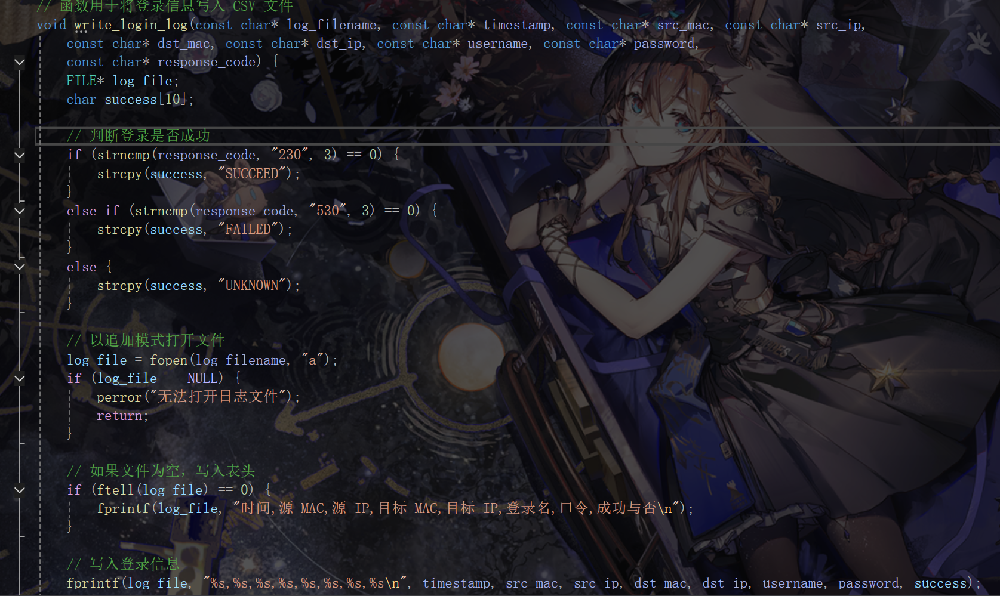 // 函数用于将登录信息写入 CSV 文件
void write_login_log(const char* log_filename, const char* timestamp, const char* src_mac, const char* src_ip,
const char* dst_mac, const char* dst_ip, const char* username, const char* password,
const char* response_code) {
FILE* log_file;
char success[10];
// 判断登录是否成功
if (strncmp(response_code, "230", 3) == 0) {
strcpy(success, "SUCCEED");
}
else if (strncmp(response_code, "530", 3) == 0) {
strcpy(success, "FAILED");
}
else {
strcpy(success, "UNKNOWN");
}
// 以追加模式打开文件
log_file = fopen(log_filename, "a");
if (log_file == NULL) {
perror("无法打开日志文件");
return;
}
// 如果文件为空，写入表头
if (ftell(log_file) == 0) {
fprintf(log_file, "时间,源 MAC,源 IP,目标 MAC,目标 IP,登录名,口令,成功与否\n");
}
// 写入登录信息
fprintf(log_file, "%s,%s,%s,%s,%s,%s,%s,%s\n", timestamp, src_mac, src_ip, dst_mac, dst_ip, username, password, success);